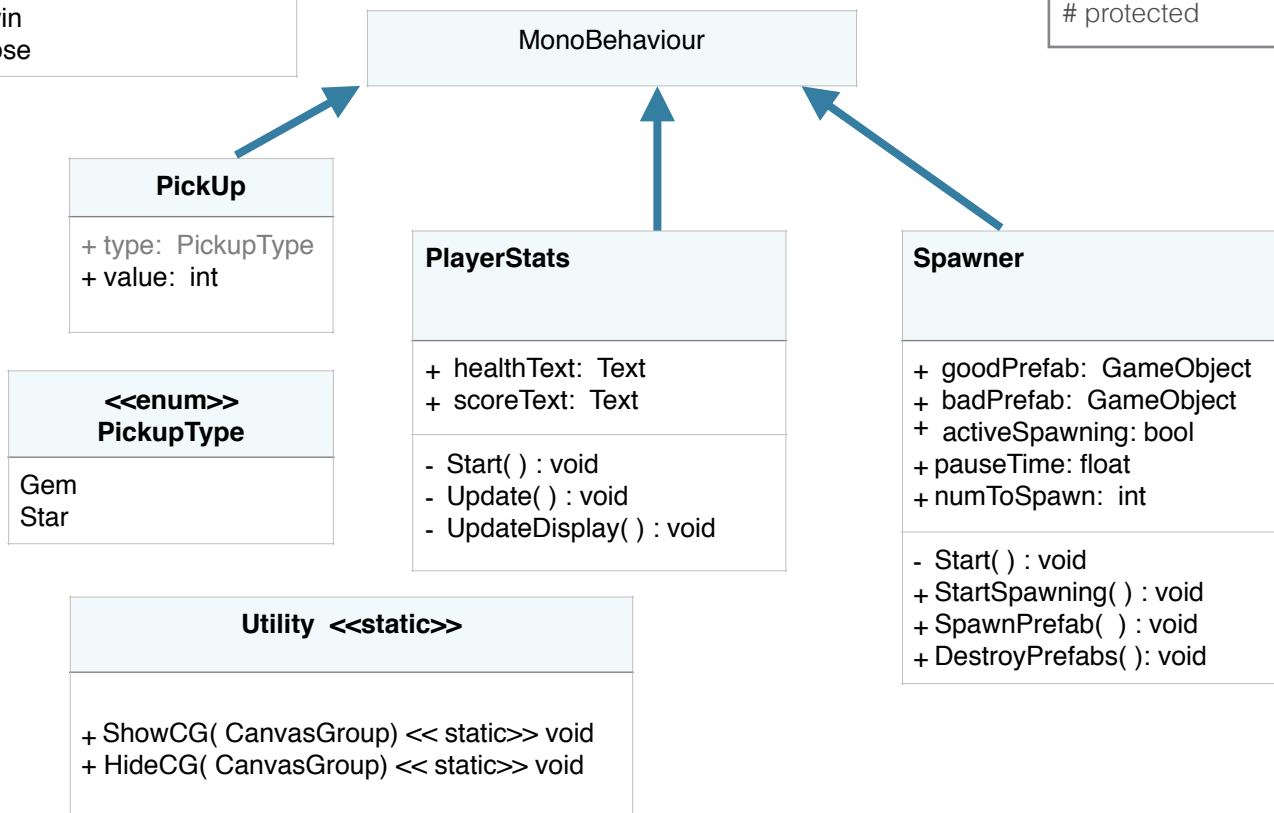 # protected
MonoBehaviour
PickUp
+ type: PickupType
+ value: int
<<enum>>
PickupType
Gem
Star
PlayerStats
+ healthText: Text
+ scoreText: Text
- Start( ) : void
- Update( ) : void
- UpdateDisplay( ) : void
Spawner
+ goodPrefab: GameObject
+ badPrefab: GameObject
+ activeSpawning: bool
+ pauseTime: float
+ numToSpawn: int
- Start( ) : void
+ StartSpawning( ) : void
+ SpawnPrefab( ) : void
+ DestroyPrefabs( ): void
Utility <<static>>
+ ShowCG( CanvasGroup) << static>> void
+ HideCG( CanvasGroup) << static>> void